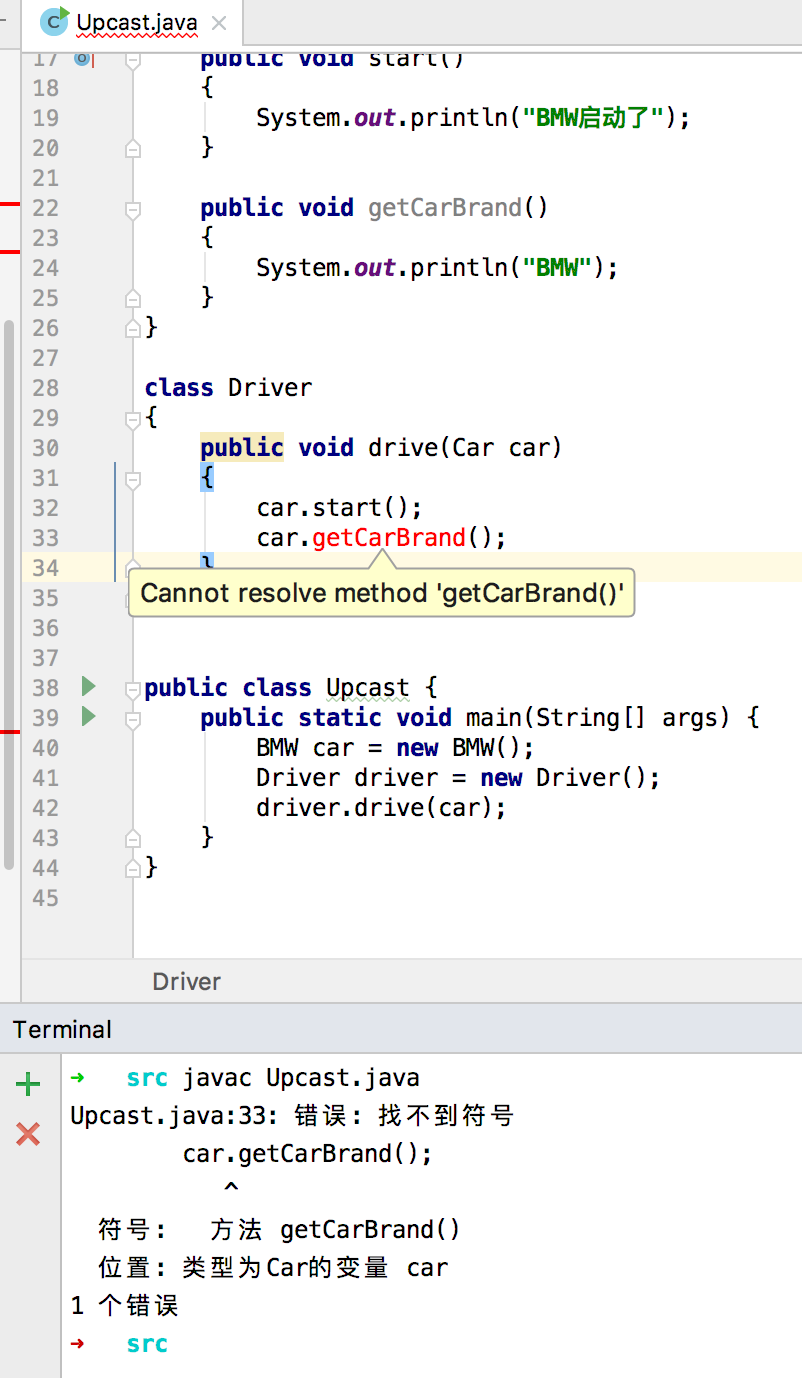 Upcast.java
17 public void start()
18 {
19 System.out.println("BMW启动了");
20 }
21
22 public void getCarBrand()
23 {
24 System.out.println("BMW");
25 }
26 }
27
28 class Driver
29 {
30 public void drive(Car car)
31 {
32 car.start();
33 car.getCarBrand();
34 }
Cannot resolve method 'getCarBrand()'
35
36
37
38 public class Upcast {
39 public static void main(String[] args) {
40 BMW car = new BMW();
41 Driver driver = new Driver();
42 driver.drive(car);
43 }
44 }
45
Driver
Terminal
→ src javac Upcast.java
Upcast.java:33: 错误: 找不到符号
car.getCarBrand();
^
符号: 方法 getCarBrand()
位置: 类型为Car的变量 car
1 个错误
→ src